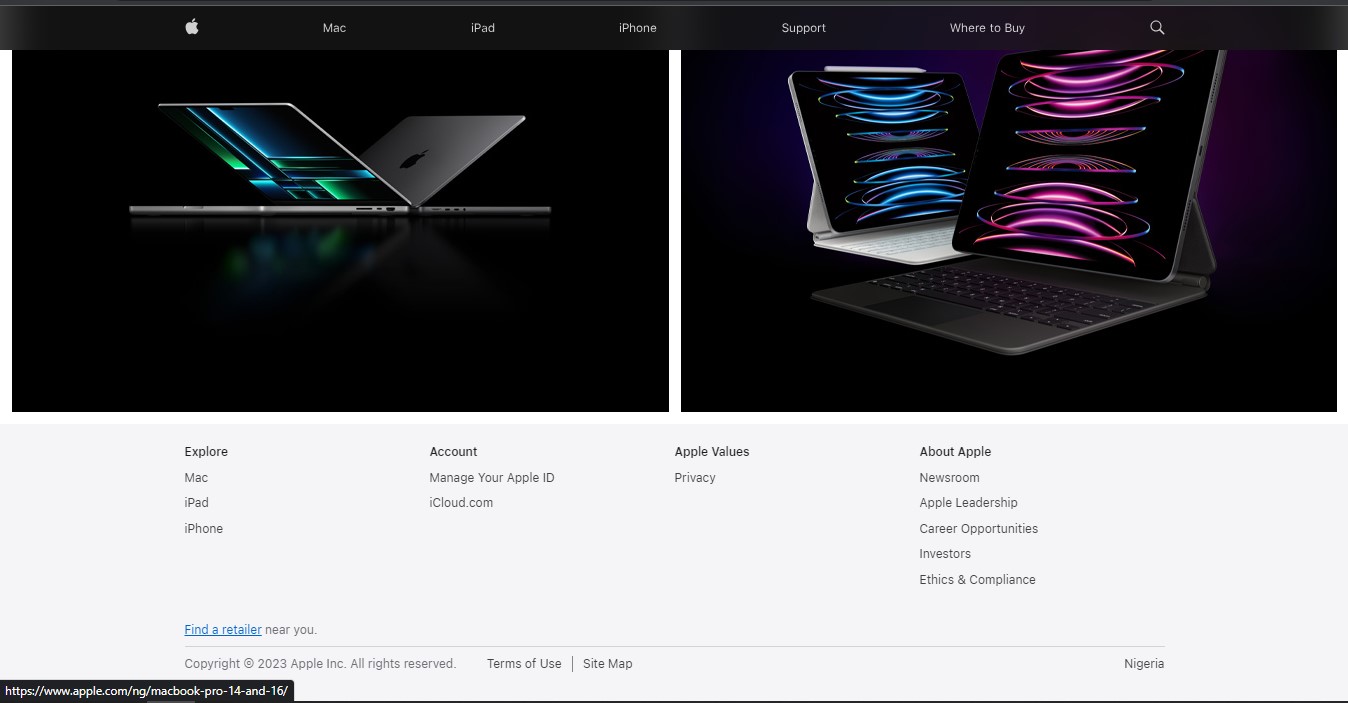 Mac iPad iPhone Support Where to Buy
Explore
Mac
iPad
iPhone
Account
Manage Your Apple ID
iCloud.com
Apple Values
Privacy
About Apple
Newsroom
Apple Leadership
Career Opportunities
Investors
Ethics & Compliance
Find a retailer near you.
Copyright © 2023 Apple Inc. All rights reserved. Terms of Use | Site Map Nigeria
https://www.apple.com/ng/macbook-pro-14-and-16/